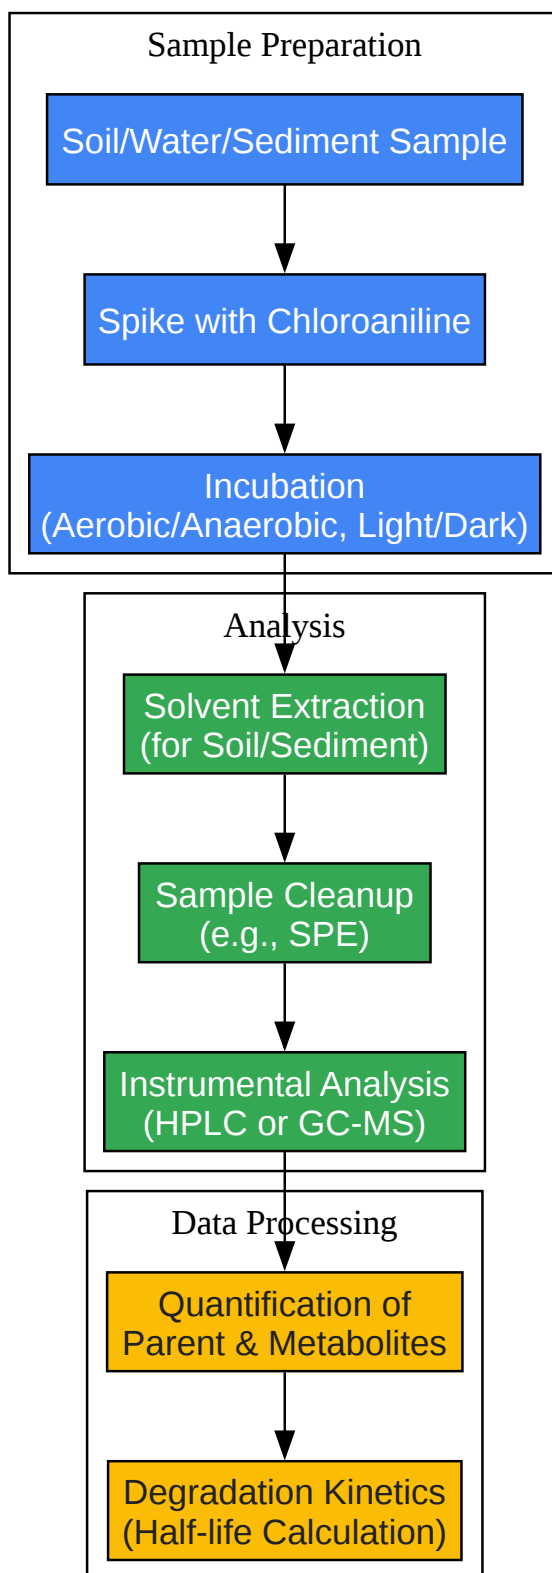 Sample Preparation
Soil/Water/Sediment Sample
Spike with Chloroaniline
Incubation
(Aerobic/Anaerobic, Light/Dark)
Analysis
Solvent Extraction
(for Soil/Sediment)
Sample Cleanup
(e.g., SPE)
Instrumental Analysis
(HPLC or GC-MS)
Data Processing
Quantification of
Parent & Metabolites
Degradation Kinetics
(Half-life Calculation)